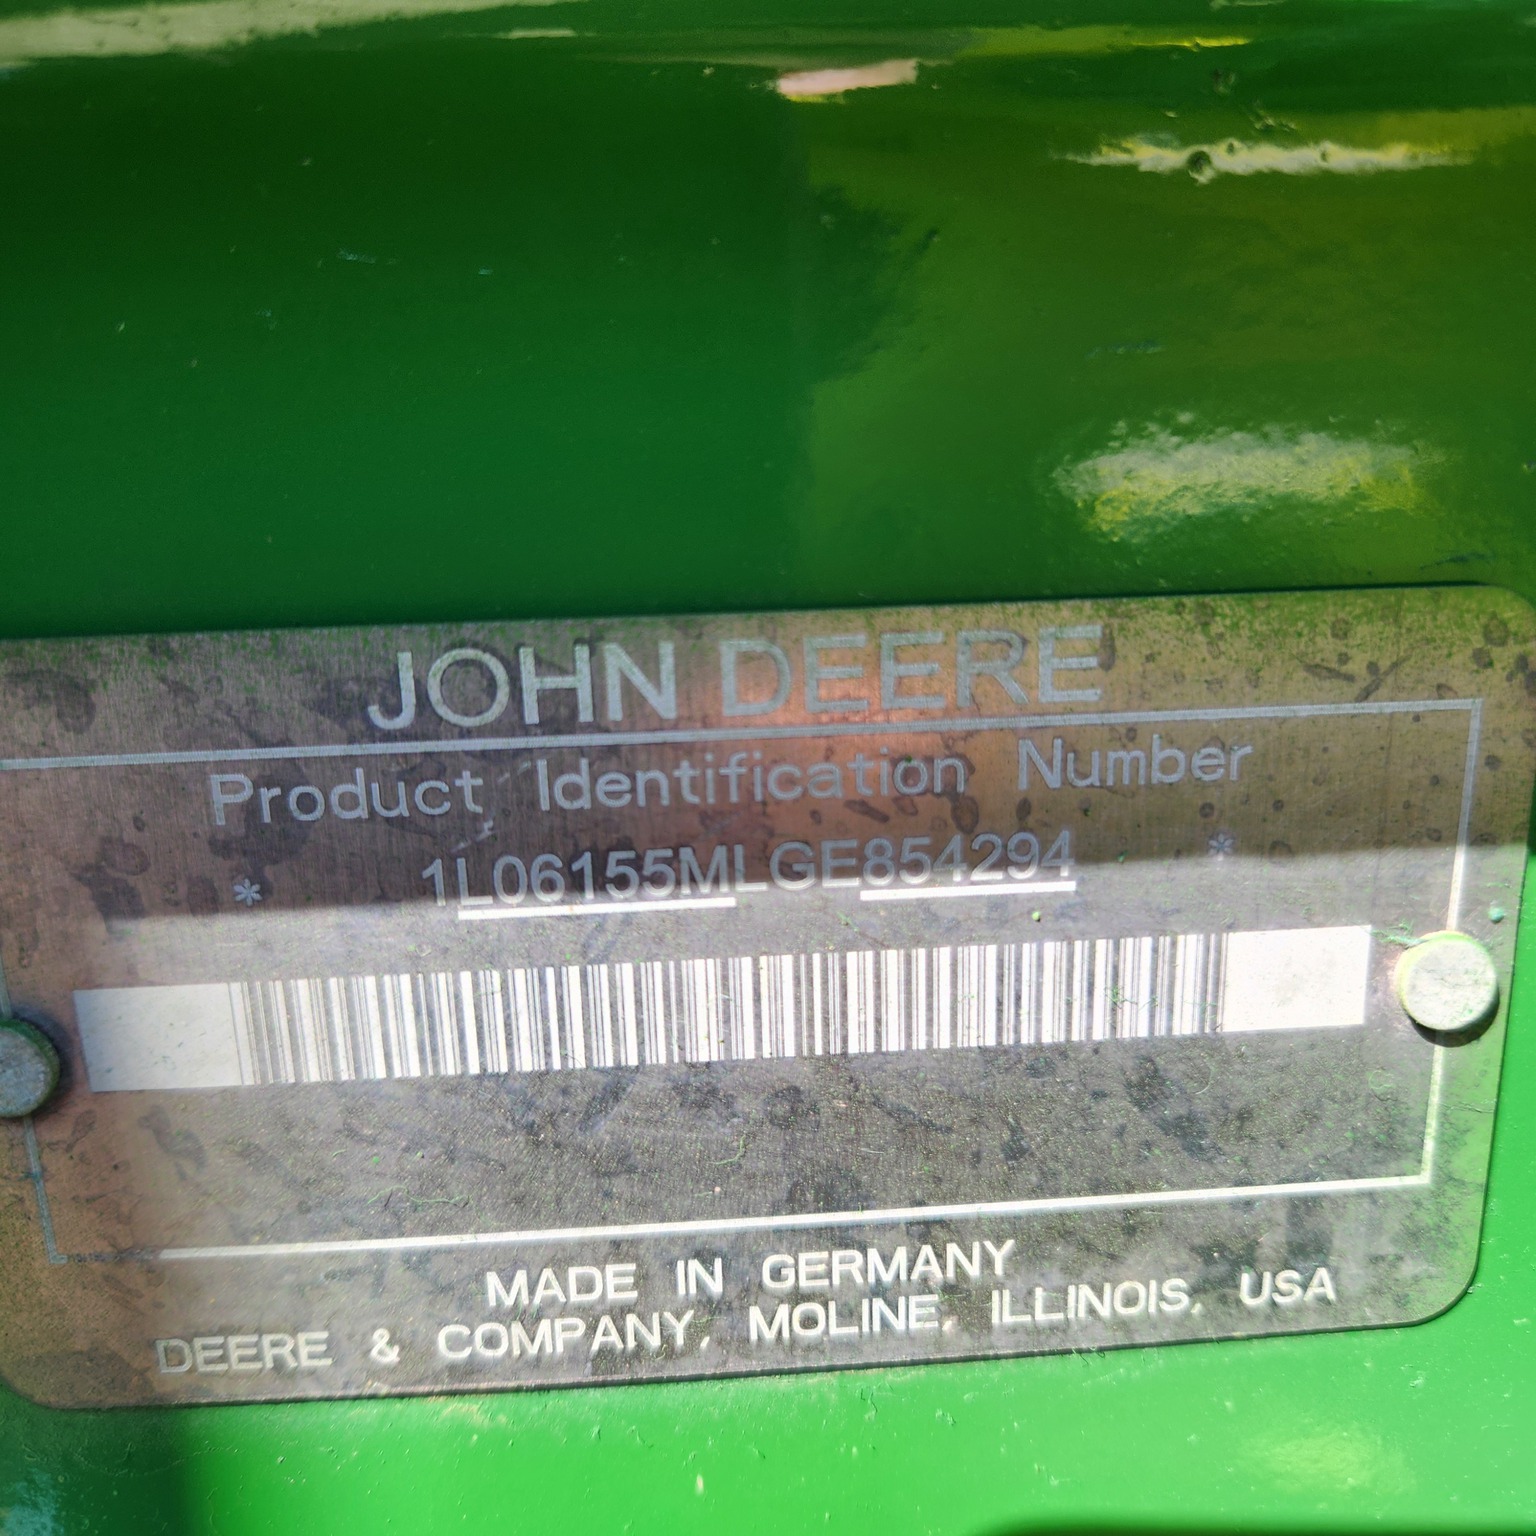 JOHN DEERE
Product Identification Number
* 1L06155MLGE854294 *
MADE IN GERMANY
DEERE & COMPANY, MOLINE, ILLINOIS, USA